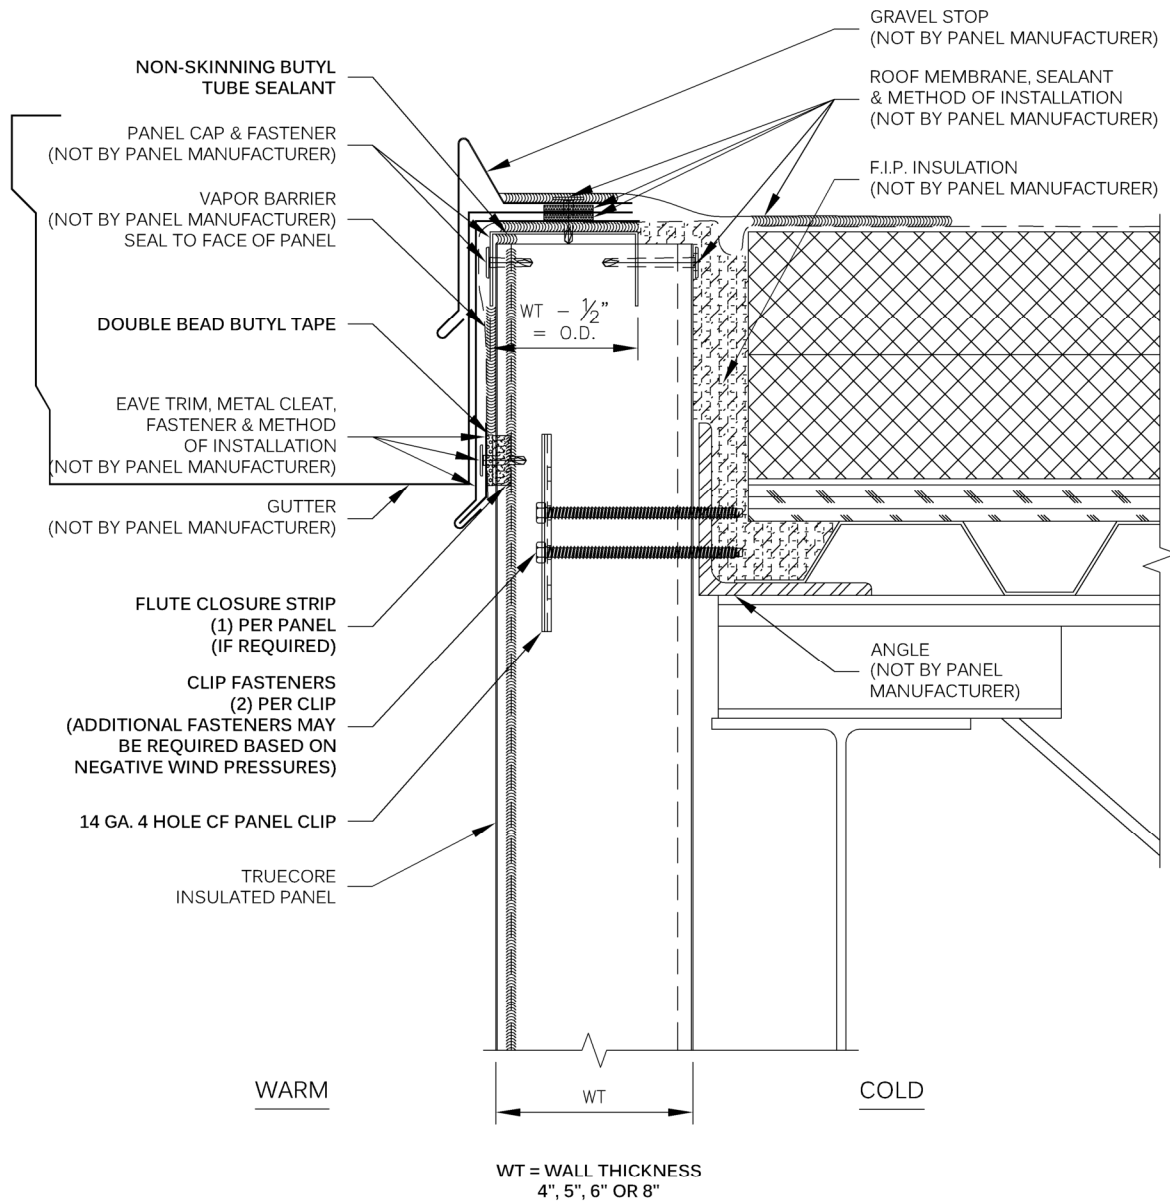 GRAVEL STOP
(NOT BY PANEL MANUFACTURER)
ROOF MEMBRANE, SEALANT
& METHOD OF INSTALLATION
(NOT BY PANEL MANUFACTURER)
F.I.P. INSULATION
(NOT BY PANEL MANUFACTURER)
NON-SKINNING BUTYL
TUBE SEALANT
PANEL CAP & FASTENER
(NOT BY PANEL MANUFACTURER)
VAPOR BARRIER
(NOT BY PANEL MANUFACTURER)
SEAL TO FACE OF PANEL
DOUBLE BEAD BUTYL TAPE
WT - 1/2"
= O.D.
EAVE TRIM, METAL CLEAT,
FASTENER & METHOD
OF INSTALLATION
(NOT BY PANEL MANUFACTURER)
GUTTER
(NOT BY PANEL MANUFACTURER)
FLUTE CLOSURE STRIP
(1) PER PANEL
(IF REQUIRED)
CLIP FASTENERS
(2) PER CLIP
(ADDITIONAL FASTENERS MAY
BE REQUIRED BASED ON
NEGATIVE WIND PRESSURES)
14 GA. 4 HOLE CF PANEL CLIP
TRUECORE
INSULATED PANEL
ANGLE
(NOT BY PANEL
MANUFACTURER)
WARM
WT
COLD
WT = WALL THICKNESS
4", 5", 6" OR 8"